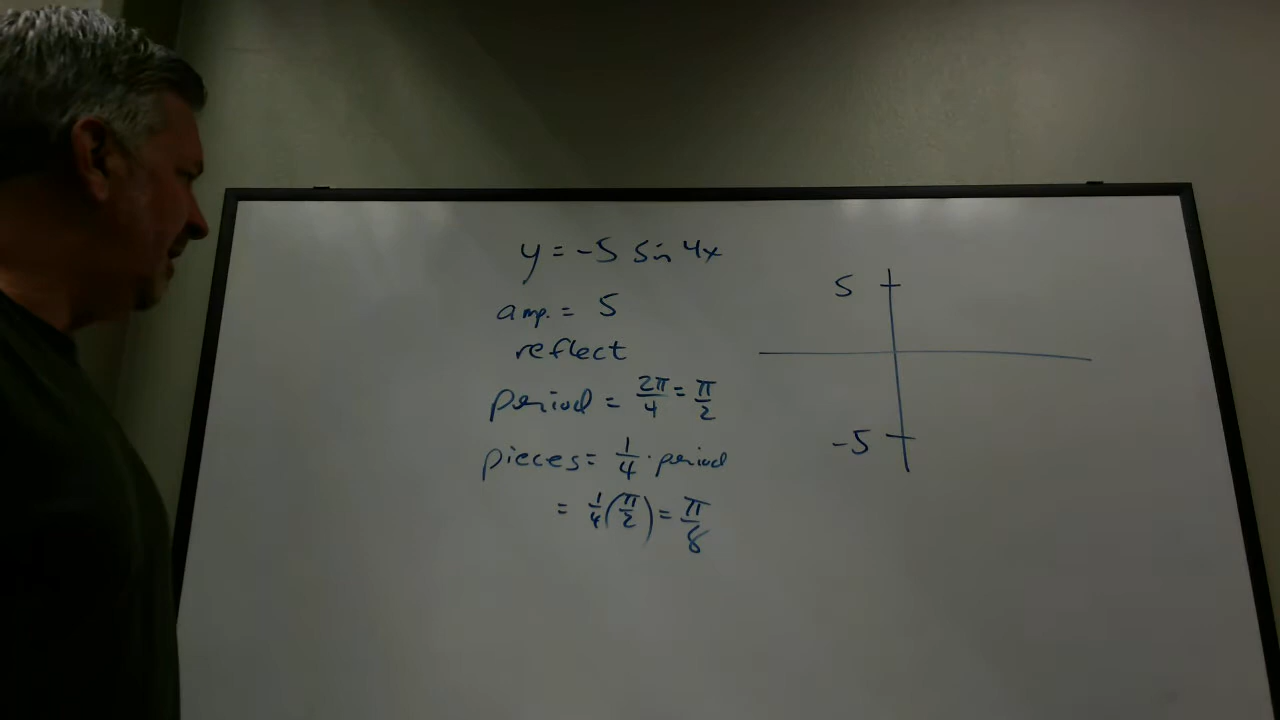 y = -5 sin 4x
amp. = 5
reflect
period = 2π/4 = π/2
pieces = 1/4 · period
= 1/4 (π/2) = π/8
5
-5